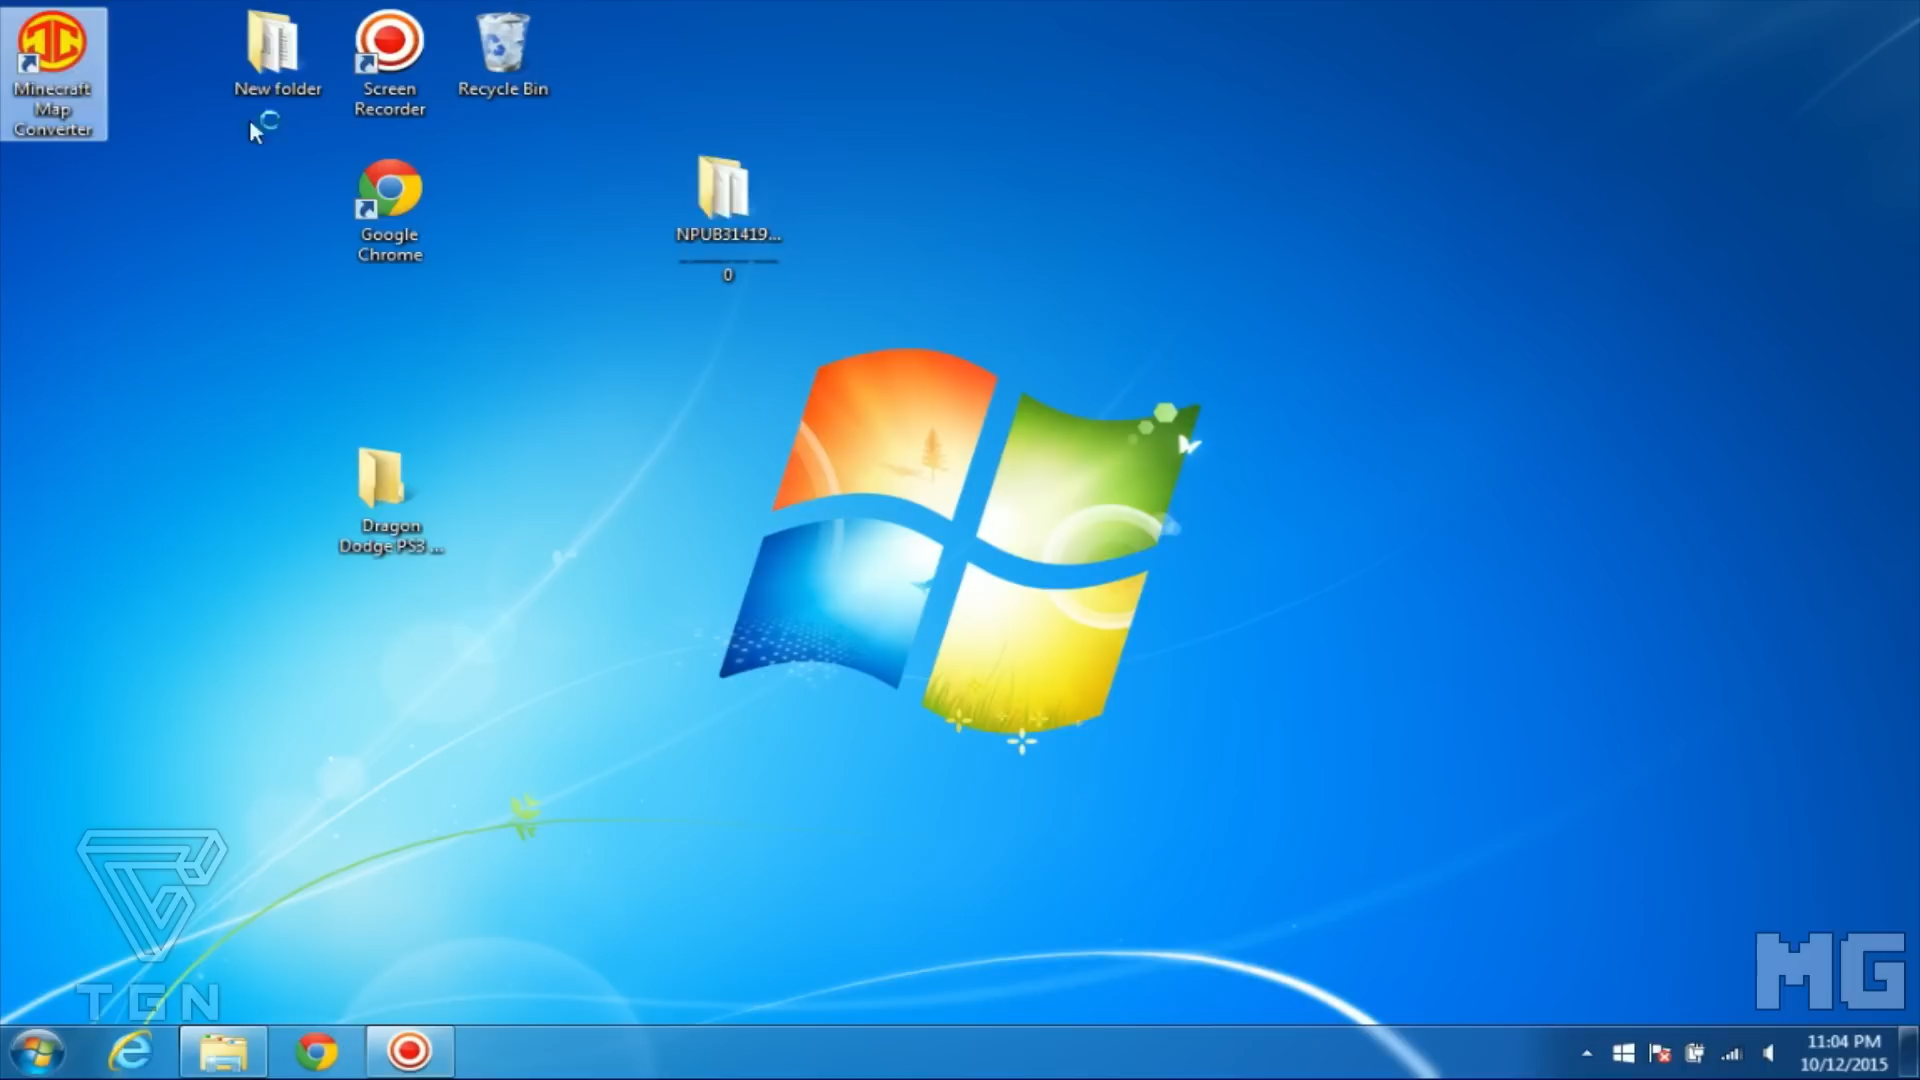 Minecraft
Map
Converter
New folder
Screen
Recorder
Recycle Bin
Google
Chrome
NPUB31419...
0
Dragon
Dodge PS3 ...
TGN
MG
11:04 PM
10/12/2015